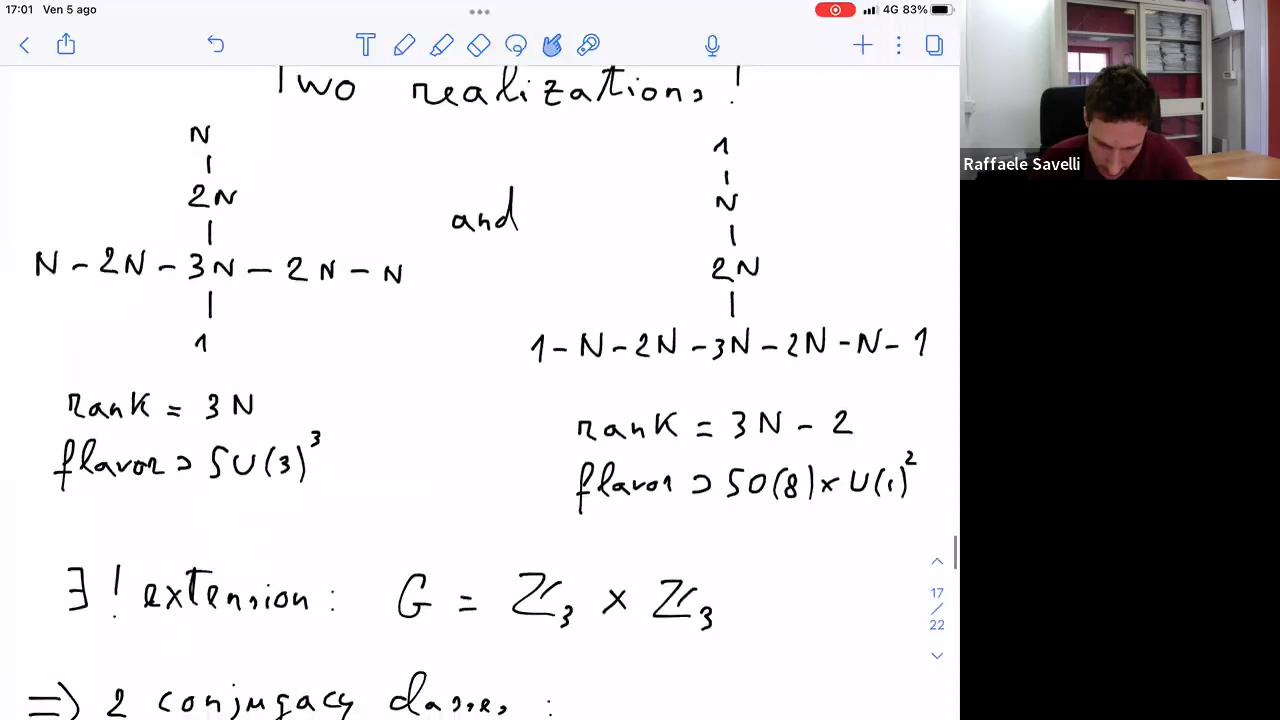 17:01 Ven 5 ago
4G 83%
Two realizations!
N
2N
N - 2N - 3N - 2N - N
1
and
1
N
2N
1 - N - 2N - 3N - 2N - N - 1
rank = 3N
flavor ⊃ SU(3)³
rank = 3N - 2
flavor ⊃ SO(8) × U(1)²
∃! extension: G = ℤ₃ × ℤ₃
⇒ 2 conjugacy classes :
17
/
22
Raffaele Savelli